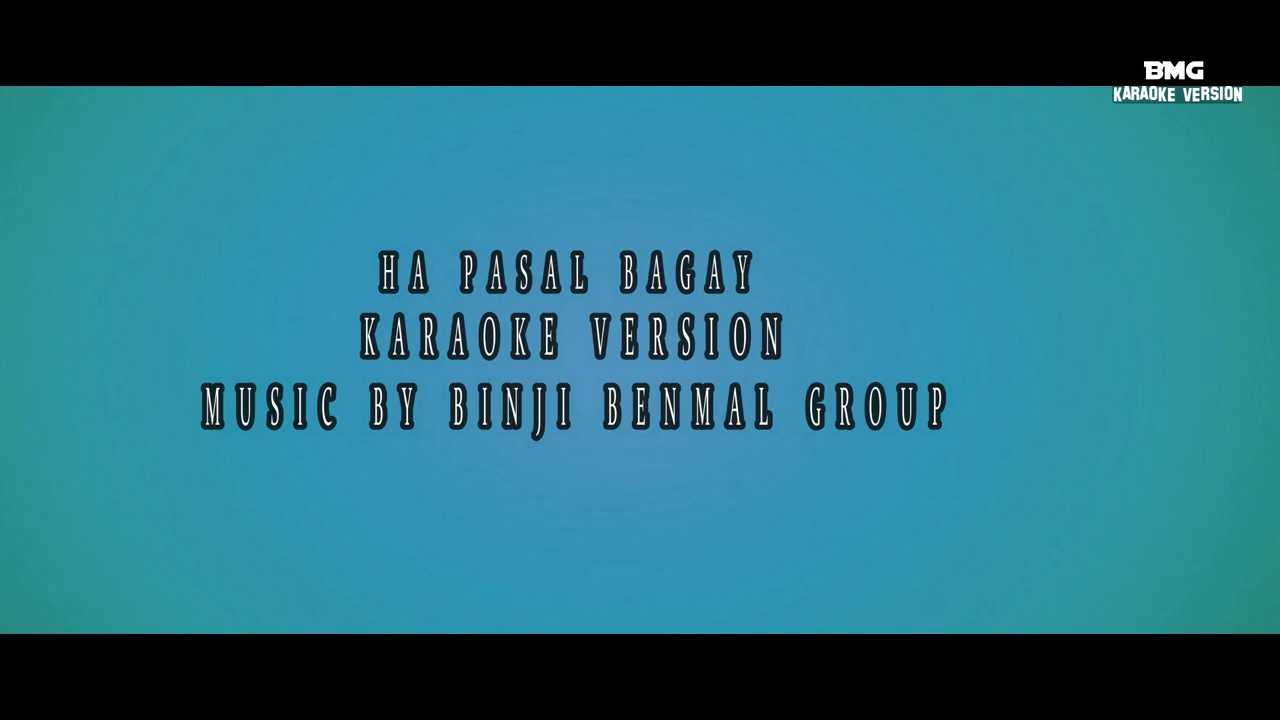 BMG
KARAOKE VERSION
HA PASAL BAGAY
KARAOKE VERSION
MUSIC BY BINJI BENMAL GROUP